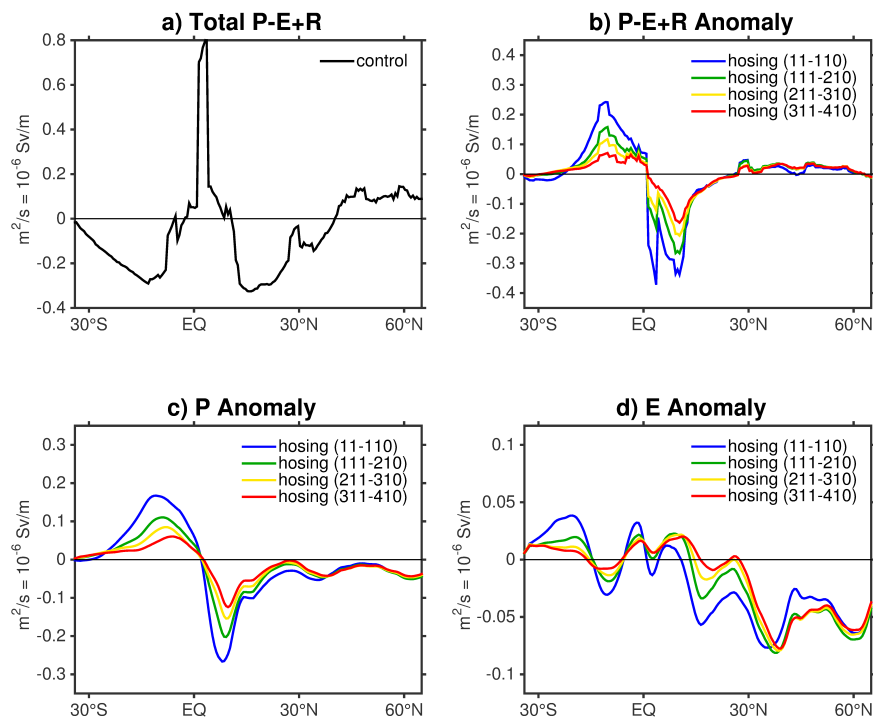 a) Total P-E+R
m²/s = 10⁻⁶ Sv/m
0.8
0.6
0.4
0.2
0
-0.2
-0.4
30°S
EQ
30°N
60°N
control
b) P-E+R Anomaly
m²/s = 10⁻⁶ Sv/m
0.4
0.3
0.2
0.1
0
-0.1
-0.2
-0.3
-0.4
30°S
EQ
30°N
60°N
hosing (11-110)
hosing (111-210)
hosing (211-310)
hosing (311-410)
c) P Anomaly
m²/s = 10⁻⁶ Sv/m
0.3
0.2
0.1
0
-0.1
-0.2
-0.3
30°S
EQ
30°N
60°N
hosing (11-110)
hosing (111-210)
hosing (211-310)
hosing (311-410)
d) E Anomaly
m²/s = 10⁻⁶ Sv/m
0.1
0.05
0
-0.05
-0.1
30°S
EQ
30°N
60°N
hosing (11-110)
hosing (111-210)
hosing (211-310)
hosing (311-410)